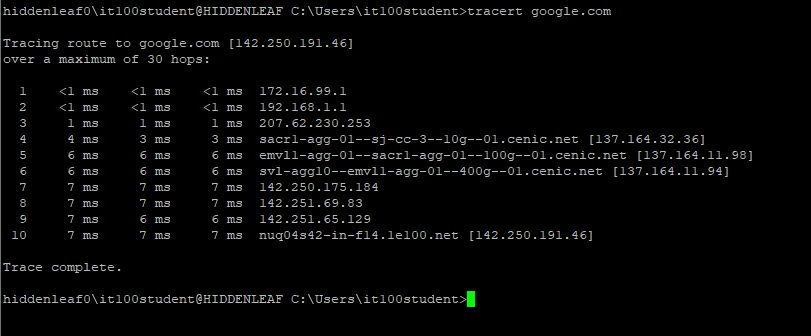 hiddenleaf0\it100student@HIDDENLEAF C:\Users\it100student>tracert google.com
Tracing route to google.com [142.250.191.46]
over a maximum of 30 hops:
1 <1 ms <1 ms <1 ms 172.16.99.1
2 <1 ms <1 ms <1 ms 192.168.1.1
3 1 ms 1 ms 1 ms 207.62.230.253
4 4 ms 3 ms 3 ms sacr1-agg-01--sj-cc-3--10g--01.cenic.net [137.164.32.36]
5 6 ms 6 ms 6 ms emvl1-agg-01--sacr1-agg-01--100g--01.cenic.net [137.164.11.98]
6 6 ms 6 ms 6 ms svl-agg10--emvl1-agg-01--400g--01.cenic.net [137.164.11.94]
7 7 ms 7 ms 7 ms 142.250.175.184
8 7 ms 7 ms 7 ms 142.251.69.83
9 7 ms 6 ms 6 ms 142.251.65.129
10 7 ms 7 ms 7 ms nuq04s42-in-f14.1e100.net [142.250.191.46]
Trace complete.
hiddenleaf0\it100student@HIDDENLEAF C:\Users\it100student>